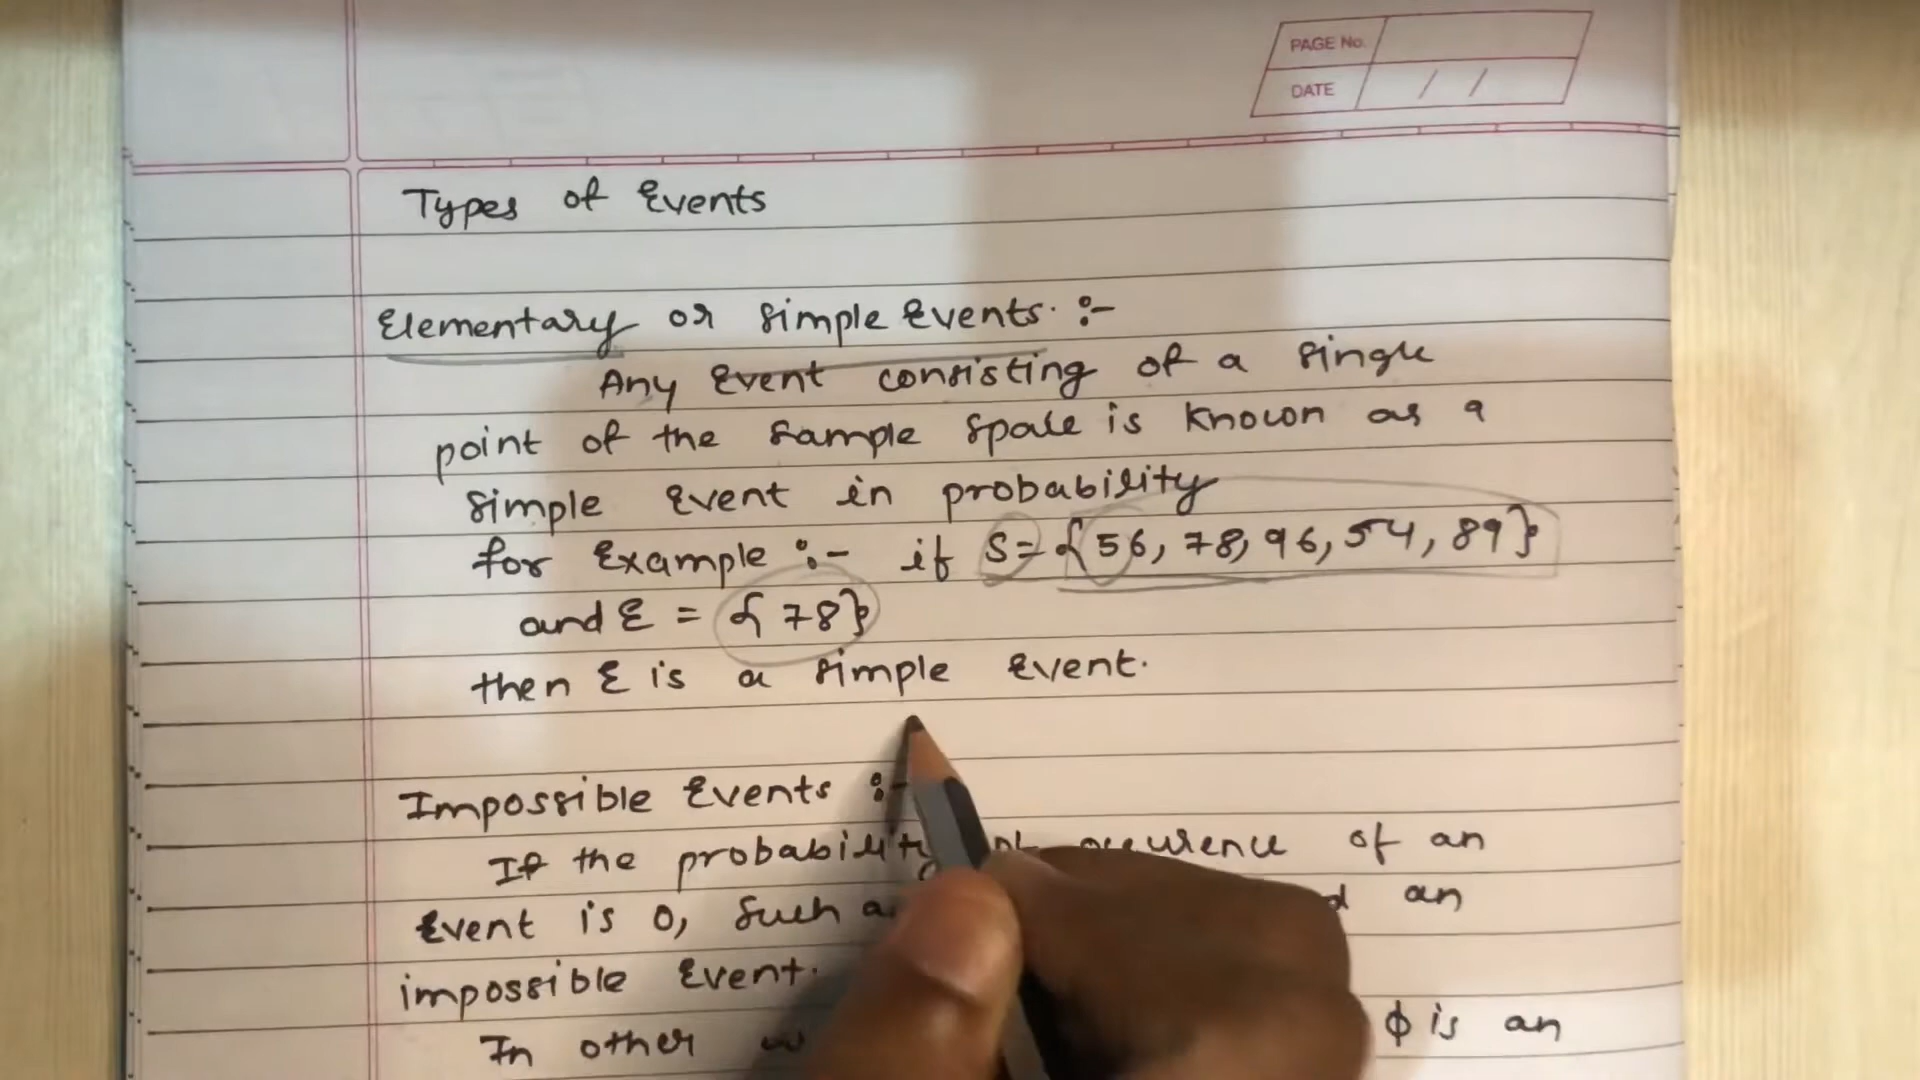 PAGE No.
DATE / /
Types of Events
Elementary or Simple Events. :-
Any Event consisting of a single
point of the sample space is known as a
simple Event in probability
for Example :- if S = {56, 78, 96, 54, 89}
and E = {78}
then E is a simple Event.
Impossible Events :-
If the probability of occurence of an
Event is 0, such an
impossible Event.
In other ϕ is an